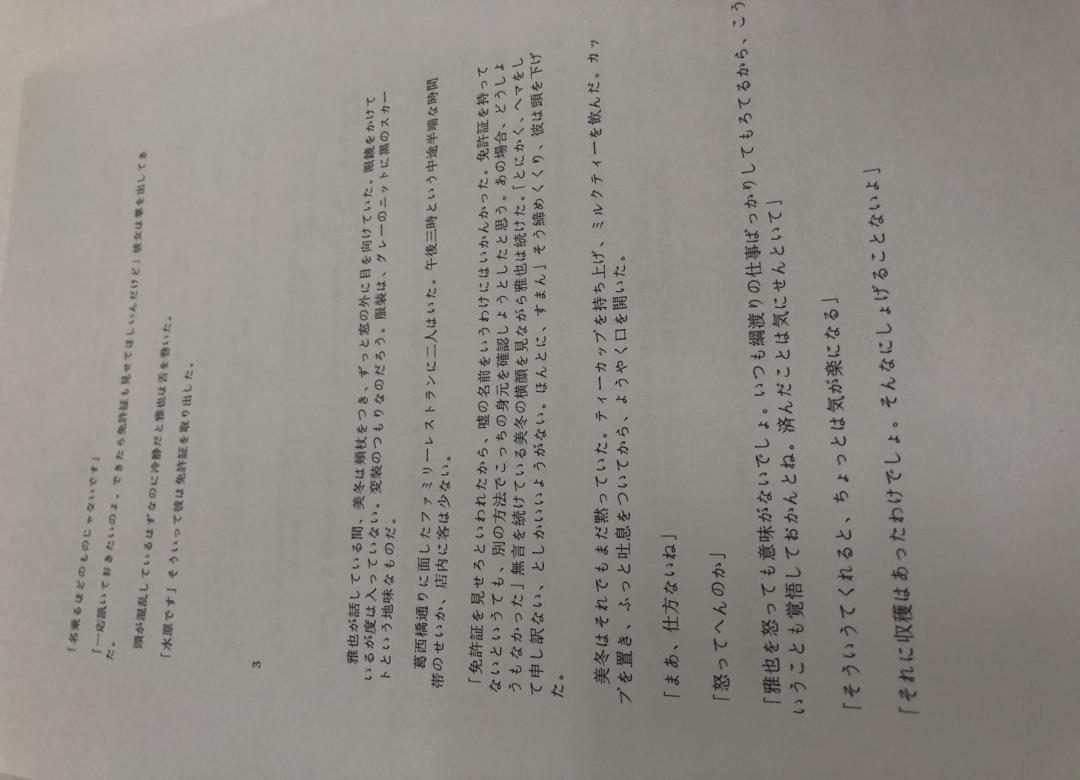 「名乗るほどのものじゃないです」
「一応訊いておきたいのよ。できたら免許証も見せてほしいんだけど」彼女は車を出してき
た。
頭が混乱しているはずなのに冷静だと雅也は舌を巻いた。
「水原です」そういって彼は免許証を取り出した。
3
雅也が話している間、美冬は頬杖をつき、ずっと窓の外に目を向けていた。眼鏡をかけて
いるが度は入っていない。変装のつもりなのだろう。服装は、グレーのニットに黒のスカー
トという地味なものだ。
葛西橋通りに面したファミリーレストランに二人はいた。午後三時という中途半端な時間
帯のせいか、店内に客は少ない。
「免許証を見せろといわれたから、嘘の名前をいうわけにはいかんかった。免許証を持って
ないというても、別の方法でこっちの身元を確認しようとしたと思う。あの場合、どうしよ
うもなかった」無言を続けている美冬の横顔を見ながら雅也は続けた。「とにかく、ヘマをし
て申し訳ない、としかいいようがない。ほんとに、すまん」そう締めくくり、彼は頭を下げ
た。
美冬はそれでもまだ黙っていた。ティーカップを持ち上げ、ミルクティーを飲んだ。カッ
プを置き、ふっと吐息をついてから、ようやく口を開いた。
「まあ、仕方ないね」
「怒ってへんのか」
「雅也を怒っても意味がないでしょ。いつも綱渡りの仕事ばっかりしてもろてるから、こう
いうことも覚悟しておかんとね。済んだことは気にせんといて」
「そういうてくれると、ちょっとは気が楽になる」
「それに収穫はあったわけでしょ。そんなにしょげることないよ」